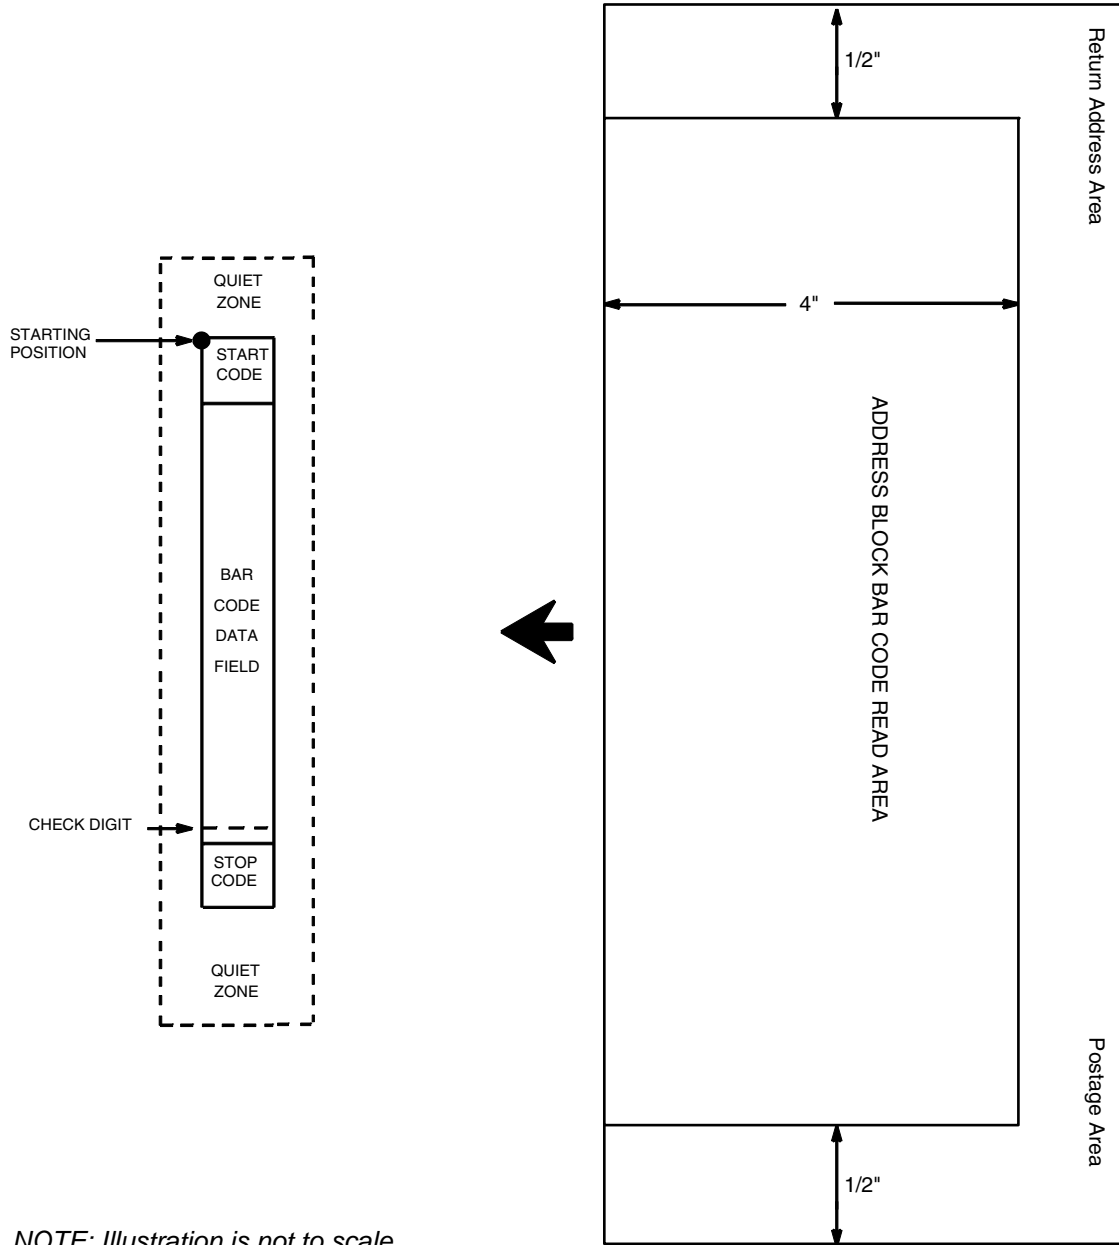 QUIET
ZONE
STARTING
POSITION
START
CODE
BAR
CODE
DATA
FIELD
CHECK DIGIT
STOP
CODE
QUIET
ZONE
1/2"
Return Address Area
4"
ADDRESS BLOCK BAR CODE READ AREA
Postage Area
1/2"
NOTE: Illustration is not to scale